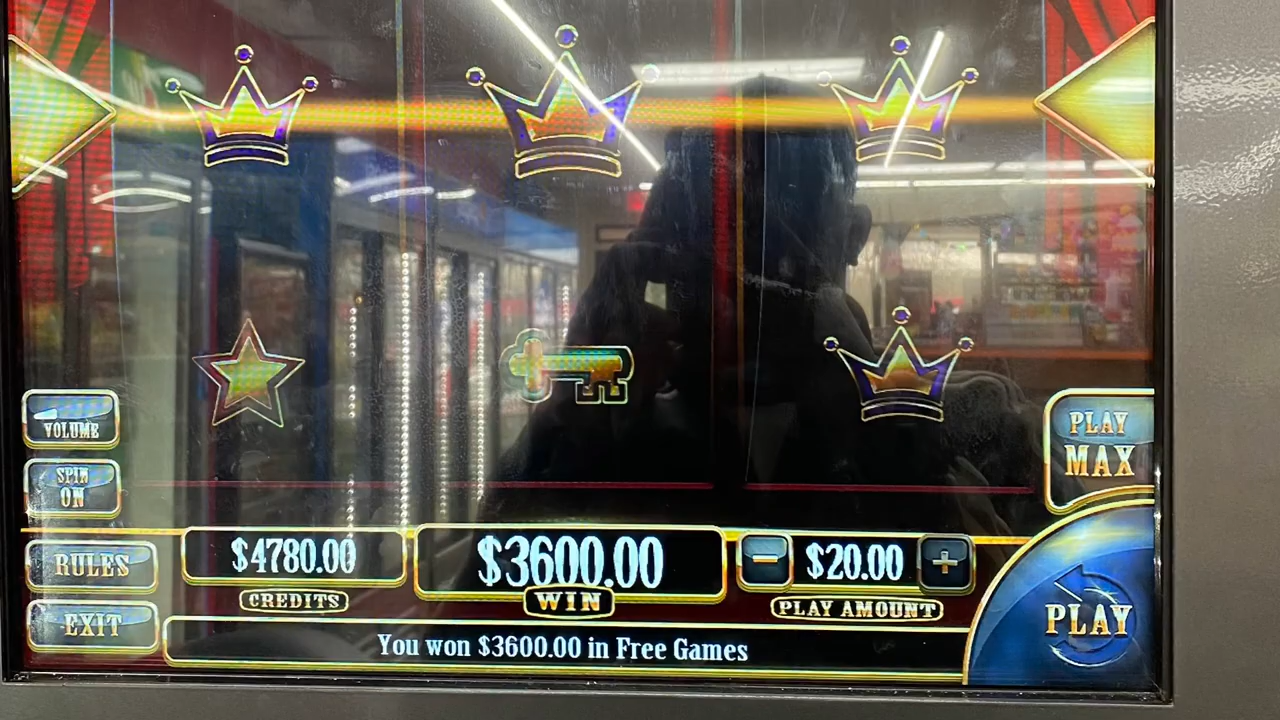 VOLUME
SPIN
ON
PLAY
MAX
RULES
$4780.00
$3600.00
$20.00
CREDITS
WIN
PLAY AMOUNT
EXIT
You won $3600.00 in Free Games
PLAY